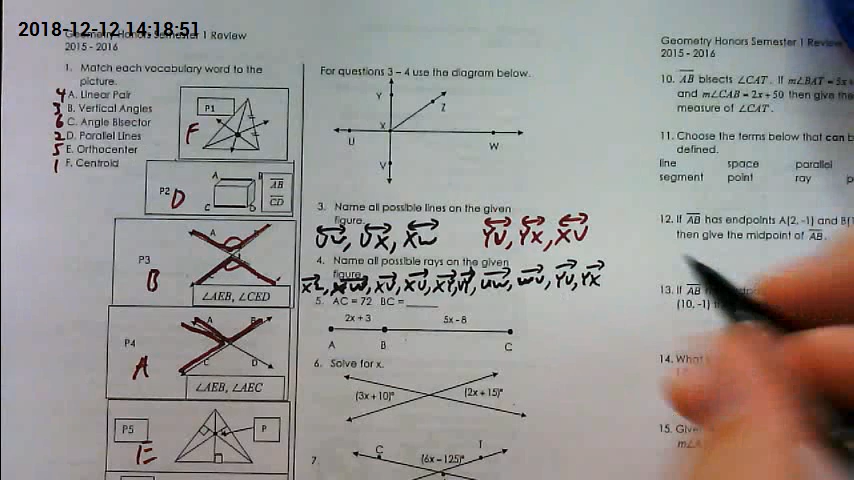 2018-12-12 14:18:51
Geometry Honors Semester 1 Review
2015 - 2016
1. Match each vocabulary word to the
picture.
4 A. Linear Pair
3 B. Vertical Angles
6 C. Angle Bisector
2 D. Parallel Lines
5 E. Orthocenter
1 F. Centroid
P1
F
P2
D
A
B
C
D
AB
CD
P3
B
A
∠AEB, ∠CED
P4
A
A
B
C
D
∠AEB, ∠AEC
P5
E
P
For questions 3 – 4 use the diagram below.
Y
Z
X
U
W
V
3. Name all possible lines on the given
figure.
UW, UX, XW YV, YX, XV
4. Name all possible rays on the given
figure.
5. AC = 72 BC = ______
2x + 3
5x - 8
A
B
C
6. Solve for x.
(3x + 10)°
(2x + 15)°
7.
C
(6x – 125)°
Geometry Honors Semester 1 Review
2015 - 2016
10. AB bisects ∠CAT. If m∠BAT = 5x
and m∠CAB = 2x + 50 then give the
measure of ∠CAT.
11. Choose the terms below that can b
defined.
line space parallel
segment point ray
12. If AB has endpoints A(2, -1) and B(
then give the midpoint of AB.
13. If AB
(10, -1)
14. What
15. Give